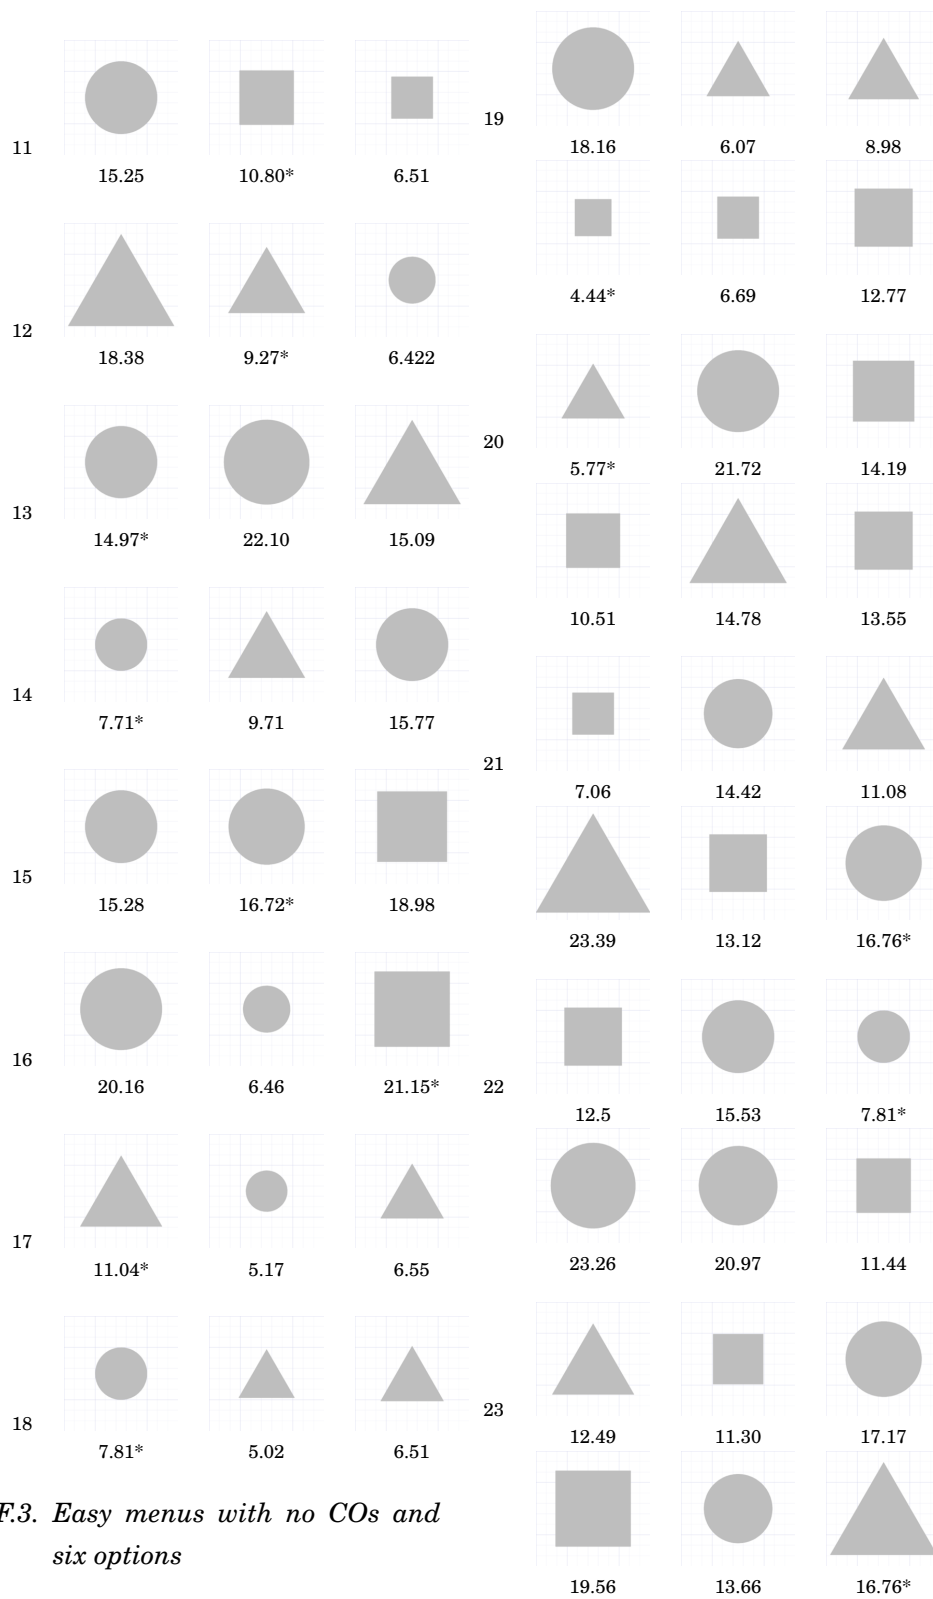 11
15.25 10.80* 6.51
12
18.38 9.27* 6.422
13
14.97* 22.10 15.09
14
7.71* 9.71 15.77
15
15.28 16.72* 18.98
16
20.16 6.46 21.15*
17
11.04* 5.17 6.55
18
7.81* 5.02 6.51
F.3. Easy menus with no COs and
six options
19
18.16 6.07 8.98
4.44* 6.69 12.77
20
5.77* 21.72 14.19
10.51 14.78 13.55
21
7.06 14.42 11.08
23.39 13.12 16.76*
22
12.5 15.53 7.81*
23.26 20.97 11.44
23
12.49 11.30 17.17
19.56 13.66 16.76*